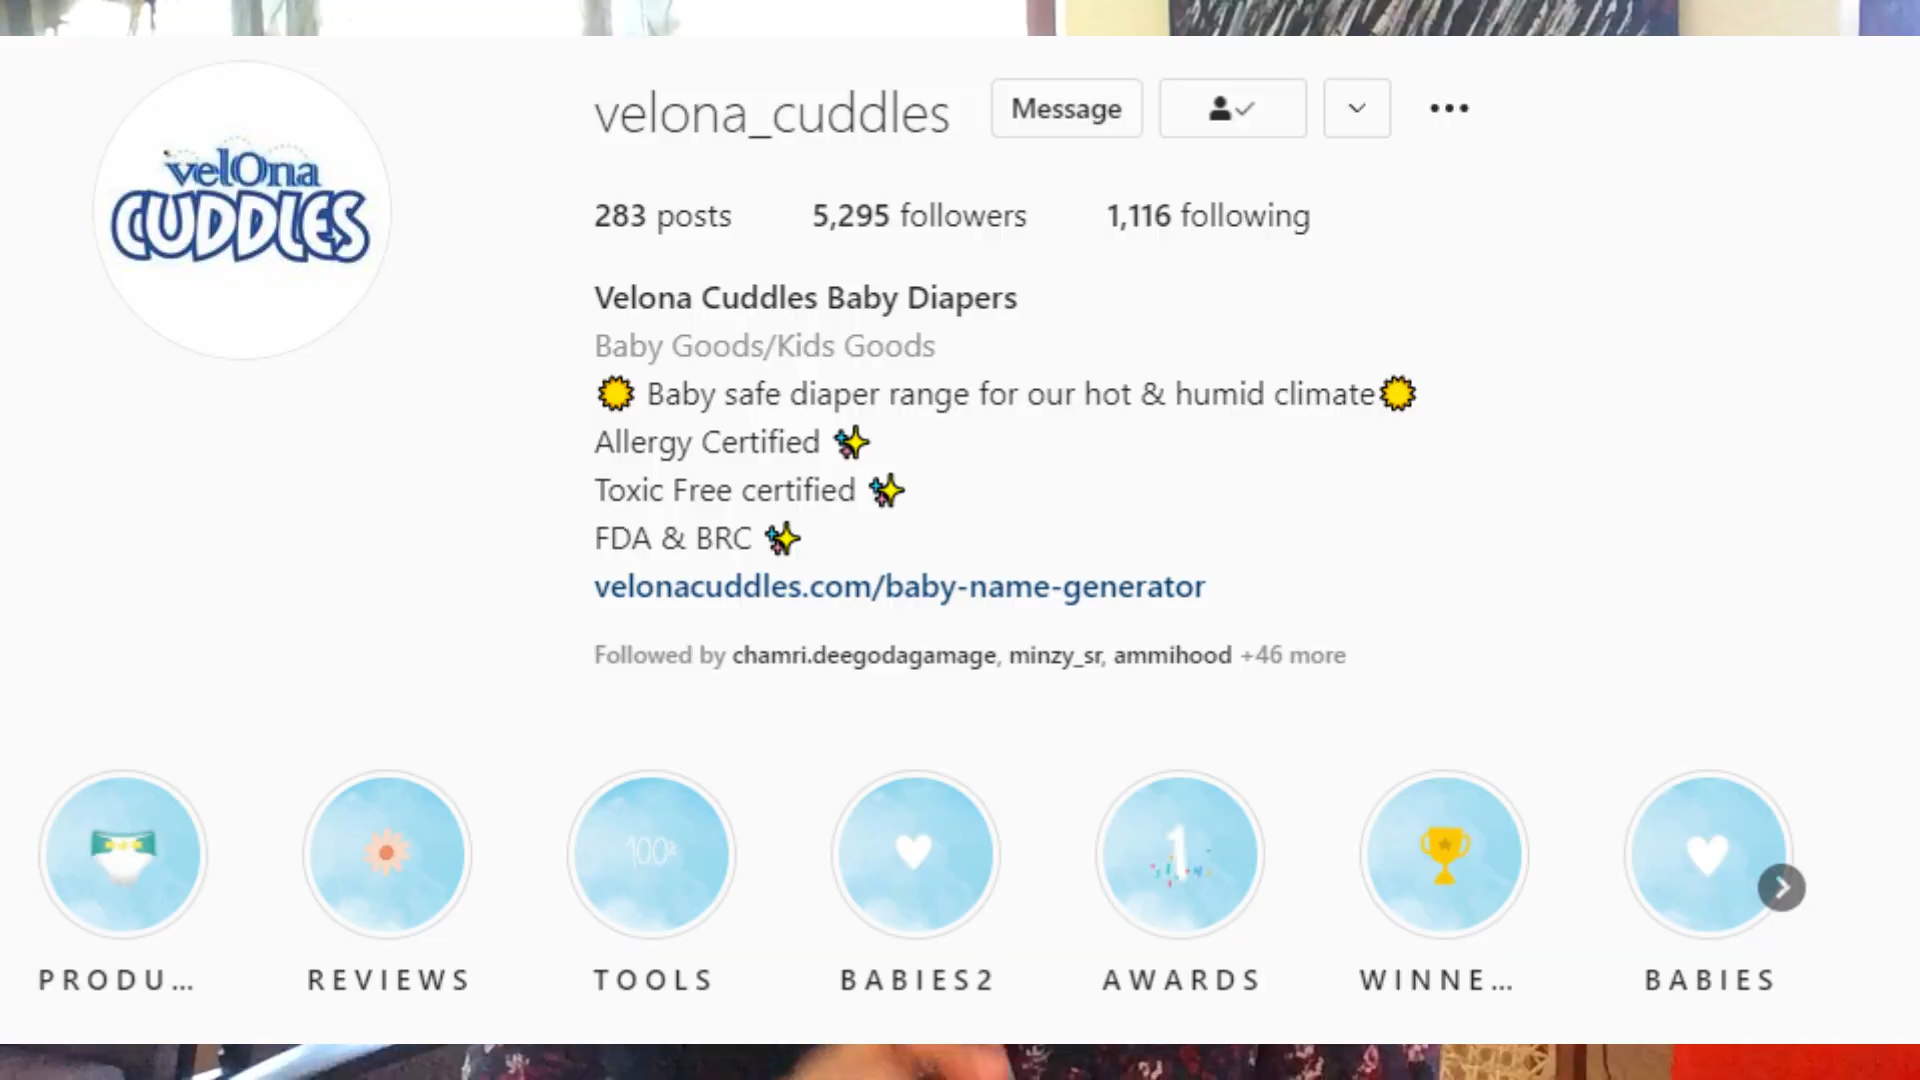 velOna
CUDDLES
velona_cuddles Message
283 posts 5,295 followers 1,116 following
Velona Cuddles Baby Diapers
Baby Goods/Kids Goods
Baby safe diaper range for our hot & humid climate
Allergy Certified
Toxic Free certified
FDA & BRC
velonacuddles.com/baby-name-generator
Followed by chamri.deegodagamage, minzy_sr, ammihood +46 more
1
PRODU... REVIEWS TOOLS BABIES2 AWARDS WINNE... BABIES